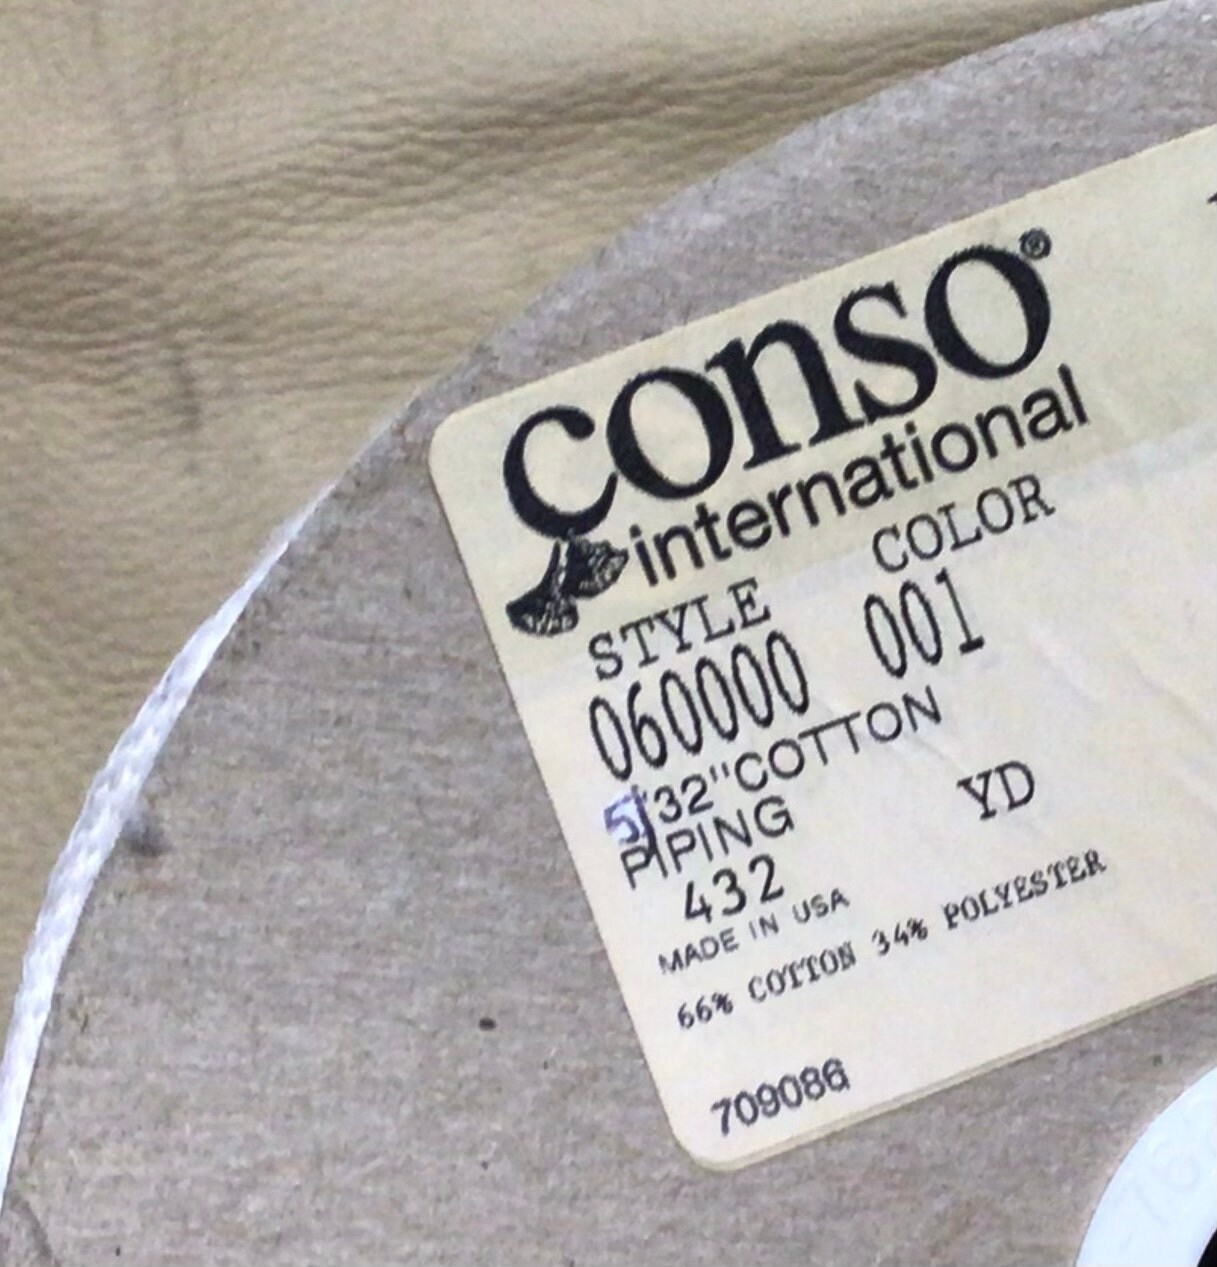 conso®
international
STYLE COLOR
060000 001
5/32"COTTON
PIPING YD
432
MADE IN USA
66% COTTON 34% POLYESTER
709086